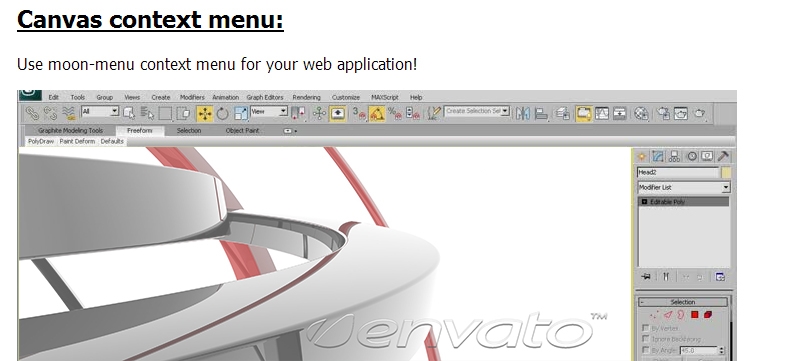 Canvas context menu:
Use moon-menu context menu for your web application!
Edit Tools Group Views Create Modifiers Animation Graph Editors Rendering Customize MAXScript Help
All View 3 Create Selection Sel
Graphite Modeling Tools Freeform Selection Object Paint
PolyDraw Paint Deform Defaults
Head2
Modifier List
Editable Poly
- Selection
By Vertex
Ignore Backfacing
By Angle: 45.0
envato™